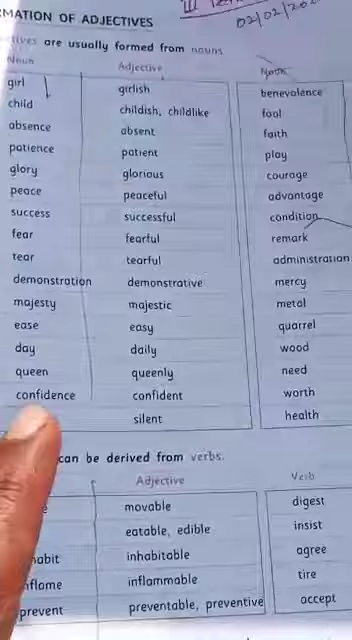 RMATION OF ADJECTIVES
02/02/20
ctives are usually formed from nouns
Noun Adjective Noun
girl girlish benevolence
child childish, childlike fool
absence absent faith
patience patient play
glory glorious courage
peace peaceful advantage
success successful condition
fear fearful remark
tear tearful administration
demonstration demonstrative mercy
majesty majestic metal
ease easy quarrel
day daily wood
queen queenly need
confidence confident worth
silent health
can be derived from verbs.
Adjective Verb
e movable digest
eatable, edible insist
habit inhabitable agree
nflame inflammable tire
prevent preventable, preventive accept